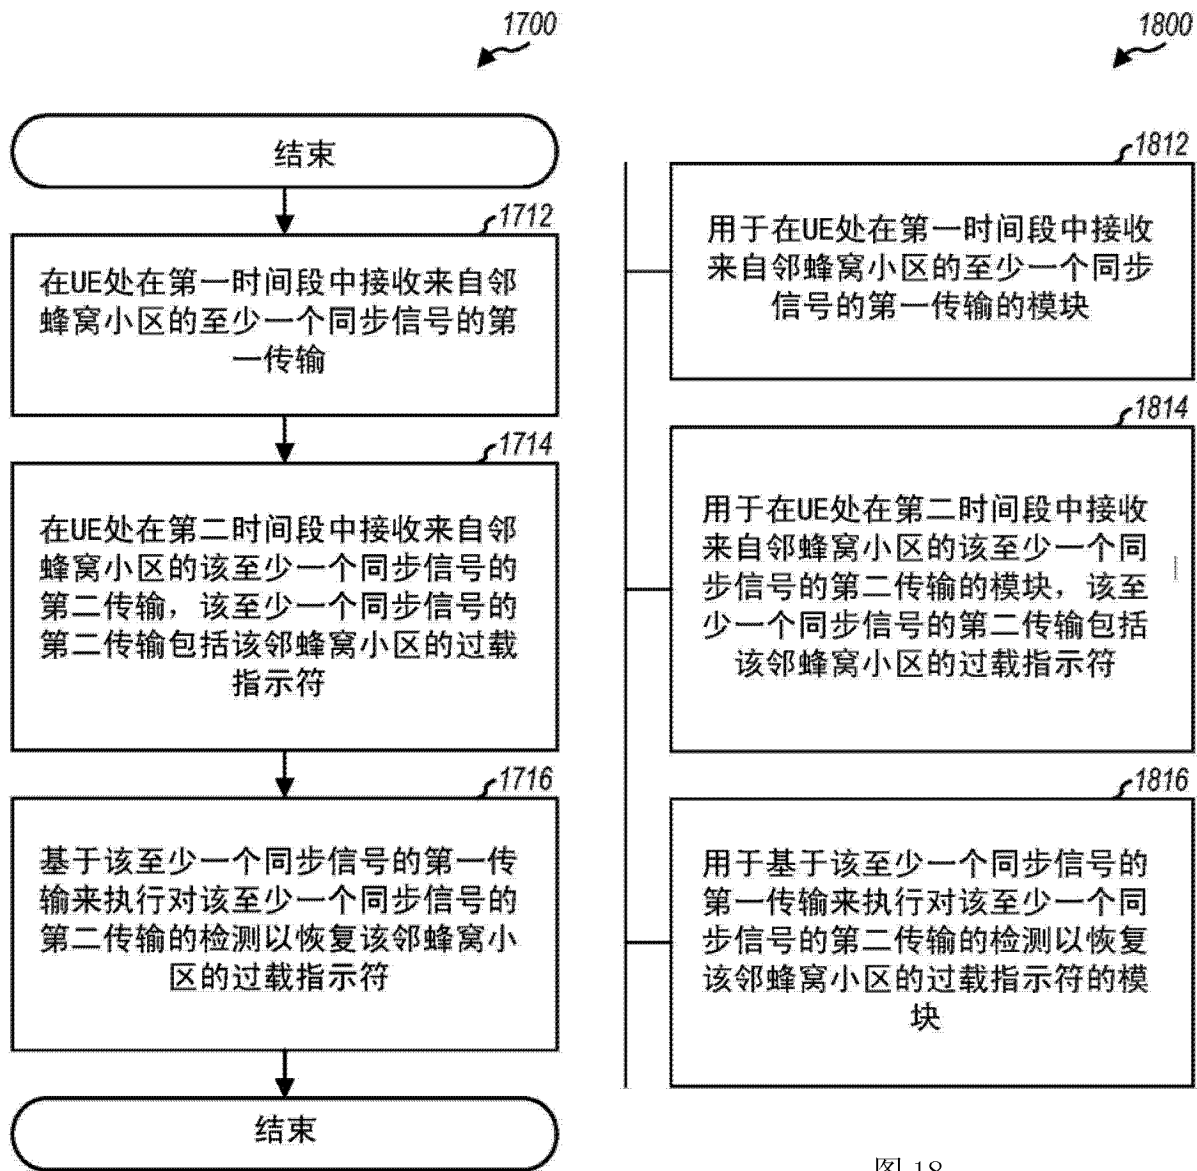 1700
结束
1712
在UE处在第一时间段中接收来自邻
蜂窝小区的至少一个同步信号的第
一传输
1714
在UE处在第二时间段中接收来自邻
蜂窝小区的该至少一个同步信号的
第二传输，该至少一个同步信号的
第二传输包括该邻蜂窝小区的过载
指示符
1716
基于该至少一个同步信号的第一传
输来执行对该至少一个同步信号的
第二传输的检测以恢复该邻蜂窝小
区的过载指示符
结束
1800
1812
用于在UE处在第一时间段中接收
来自邻蜂窝小区的至少一个同步
信号的第一传输的模块
1814
用于在UE处在第二时间段中接收
来自邻蜂窝小区的该至少一个同
步信号的第二传输的模块，该至
少一个同步信号的第二传输包括
该邻蜂窝小区的过载指示符
1816
用于基于该至少一个同步信号的
第一传输来执行对该至少一个同
步信号的第二传输的检测以恢复
该邻蜂窝小区的过载指示符的模
块
图 18